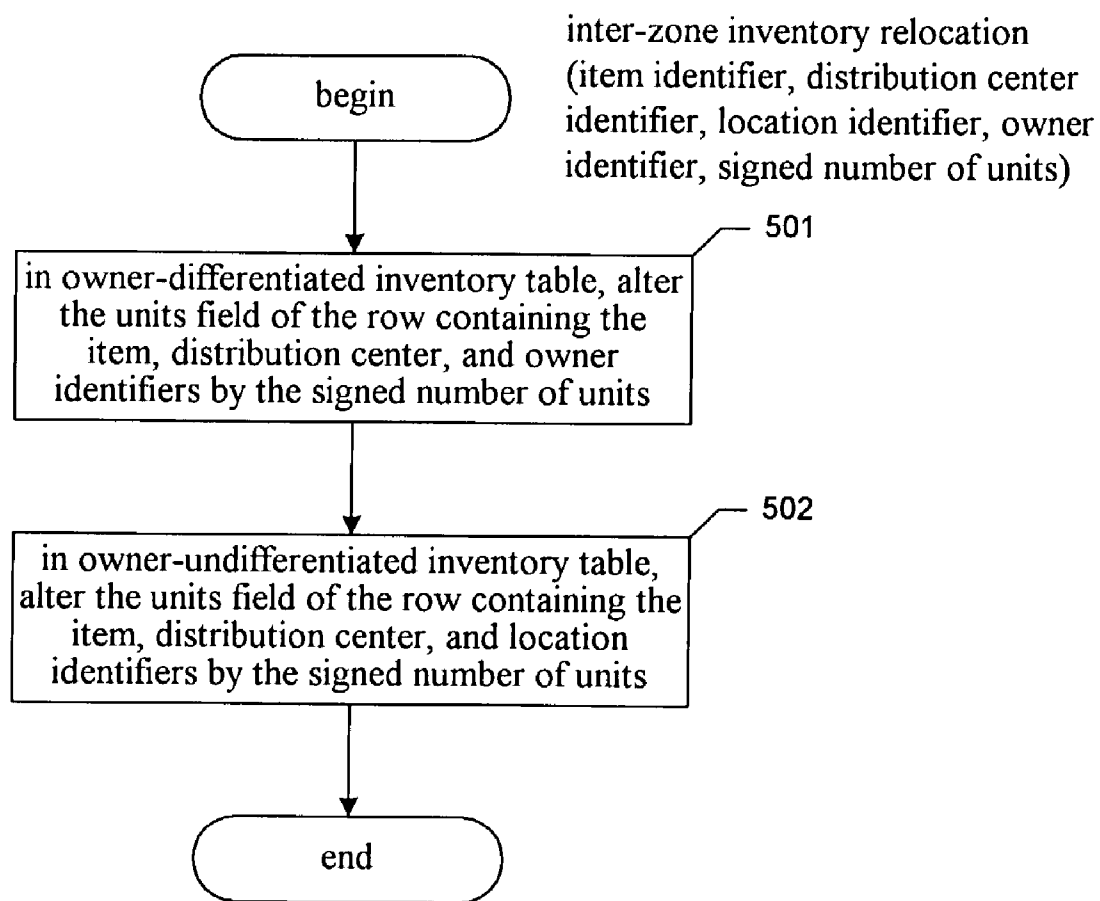 inter-zone inventory relocation
(item identifier, distribution center
identifier, location identifier, owner
identifier, signed number of units)
begin
501
in owner-differentiated inventory table, alter
the units field of the row containing the
item, distribution center, and owner
identifiers by the signed number of units
502
in owner-undifferentiated inventory table,
alter the units field of the row containing the
item, distribution center, and location
identifiers by the signed number of units
end